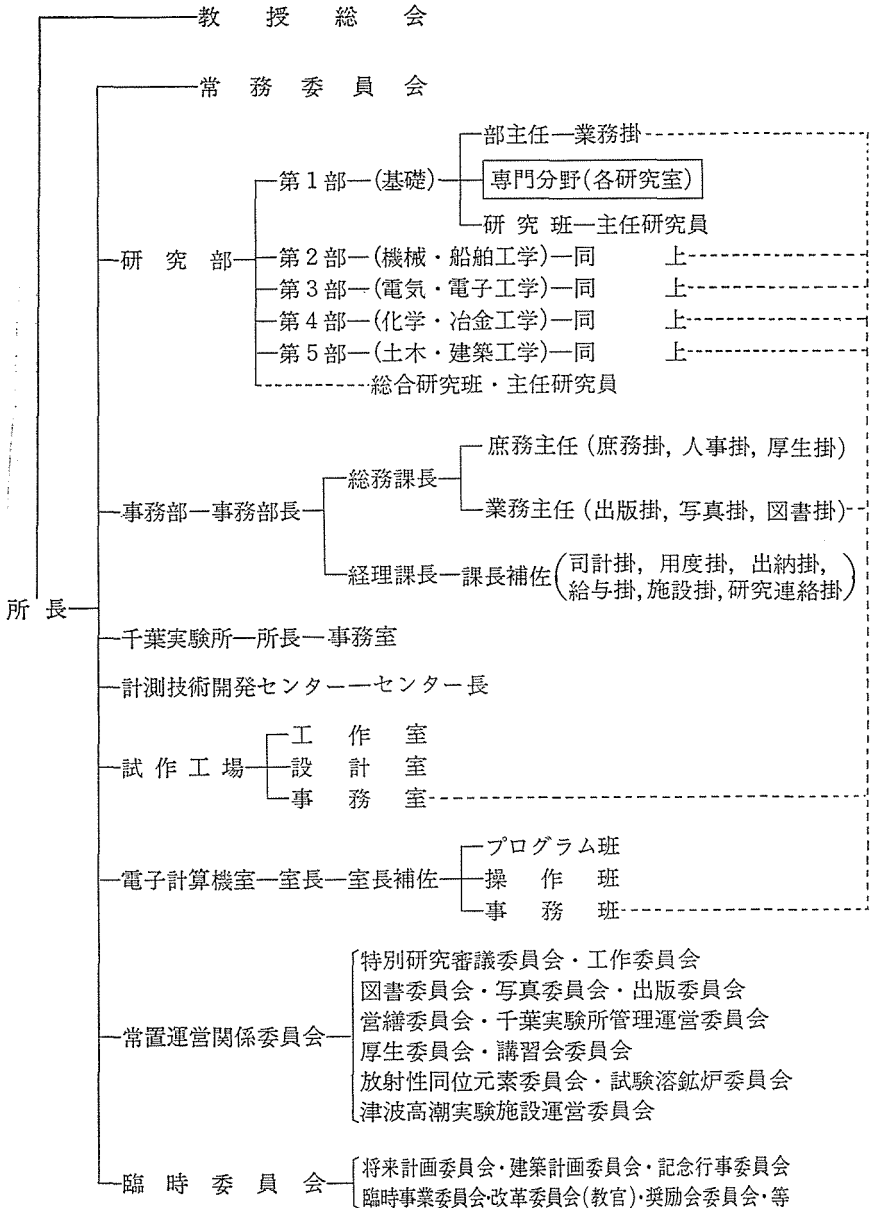 教授総会
常務委員会
部主任―業務掛
第1部―(基礎)
専門分野(各研究室)
研究班―主任研究員
研究部
第2部―(機械・船舶工学)―同上
第3部―(電気・電子工学)―同上
第4部―(化学・冶金工学)―同上
第5部―(土木・建築工学)―同上
総合研究班・主任研究員
庶務主任(庶務掛, 人事掛, 厚生掛)
総務課長
事務部―事務部長
業務主任(出版掛, 写真掛, 図書掛)
経理課長―課長補佐(司計掛, 用度掛, 出納掛,
給与掛, 施設掛, 研究連絡掛)
所長
千葉実験所―所長―事務室
計測技術開発センター―センター長
工作室
試作工場―設計室
事務室
プログラム班
電子計算機室―室長―室長補佐―操作班
事務班
特別研究審議委員会・工作委員会
図書委員会・写真委員会・出版委員会
営繕委員会・千葉実験所管理運営委員会
常置運営関係委員会
厚生委員会・講習会委員会
放射性同位元素委員会・試験溶鉱炉委員会
津波高潮実験施設運営委員会
臨時委員会
将来計画委員会・建築計画委員会・記念行事委員会
臨時事業委員会・改革委員会(教官)・奨励会委員会・等